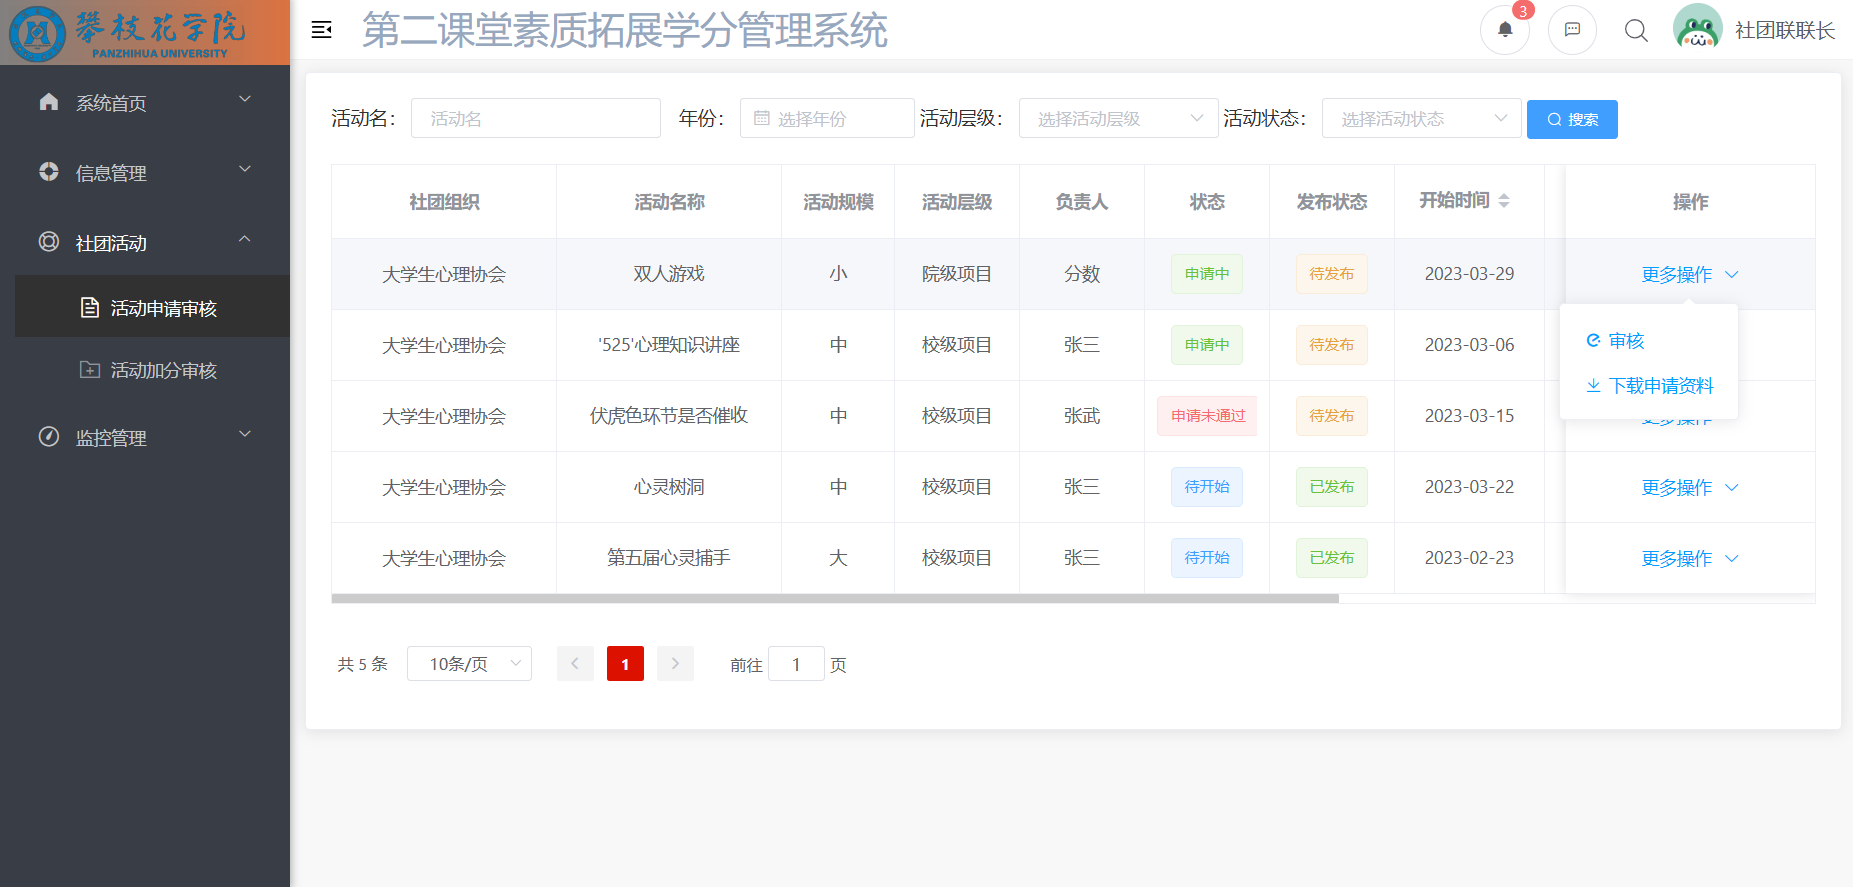 攀枝花学院
PANZHIHUA UNIVERSITY
第二课堂素质拓展学分管理系统
3
社团联联长
系统首页
信息管理
社团活动
活动申请审核
活动加分审核
监控管理
活动名： 活动名 年份： 选择年份 活动层级： 选择活动层级 活动状态： 选择活动状态 搜索
社团组织 活动名称 活动规模 活动层级 负责人 状态 发布状态 开始时间 操作
大学生心理协会 双人游戏 小 院级项目 分数 申请中 待发布 2023-03-29 更多操作
大学生心理协会 '525'心理知识讲座 中 校级项目 张三 申请中 待发布 2023-03-06
审核
下载申请资料
大学生心理协会 伏虎色环节是否催收 中 校级项目 张武 申请未通过 待发布 2023-03-15 更多操作
大学生心理协会 心灵树洞 中 校级项目 张三 待开始 已发布 2023-03-22 更多操作
大学生心理协会 第五届心灵捕手 大 校级项目 张三 待开始 已发布 2023-02-23 更多操作
共 5 条 10条/页 1 前往 1 页